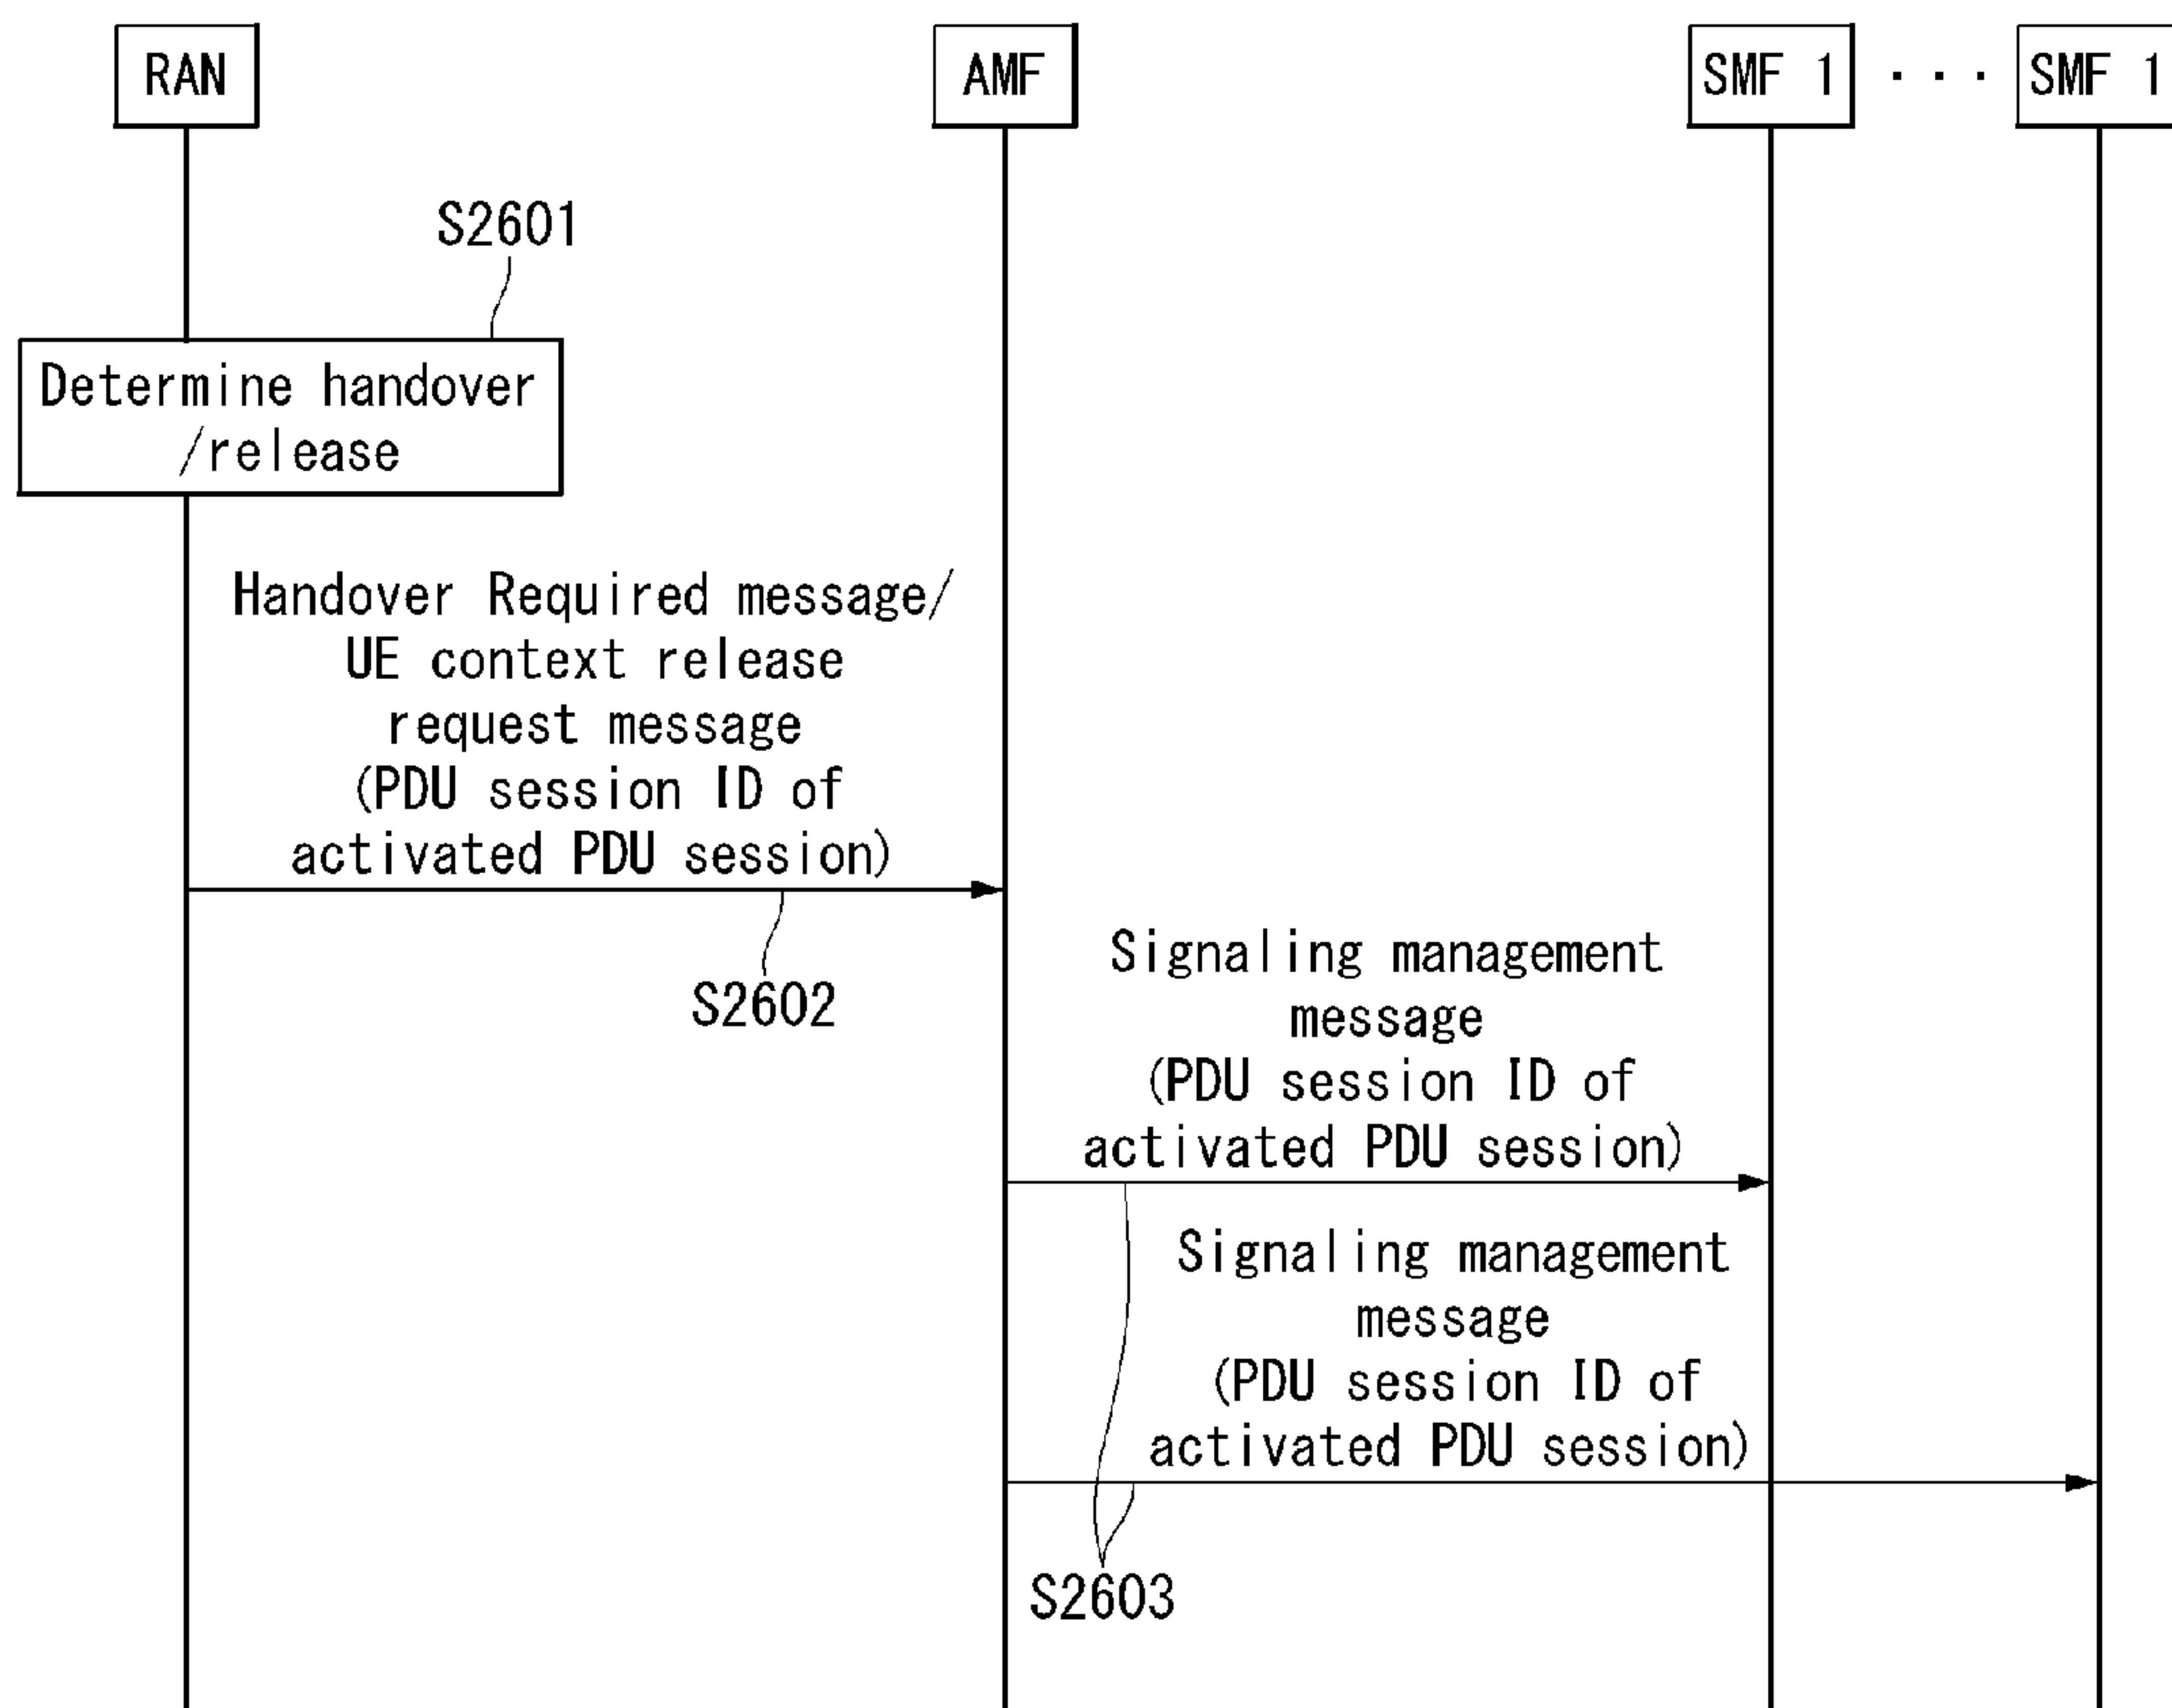 RAN
AMF
SMF 1 ... SMF 1
S2601
Determine handover
/release
Handover Required message/
UE context release
request message
(PDU session ID of
activated PDU session)
S2602
Signaling management
message
(PDU session ID of
activated PDU session)
Signaling management
message
(PDU session ID of
activated PDU session)
S2603